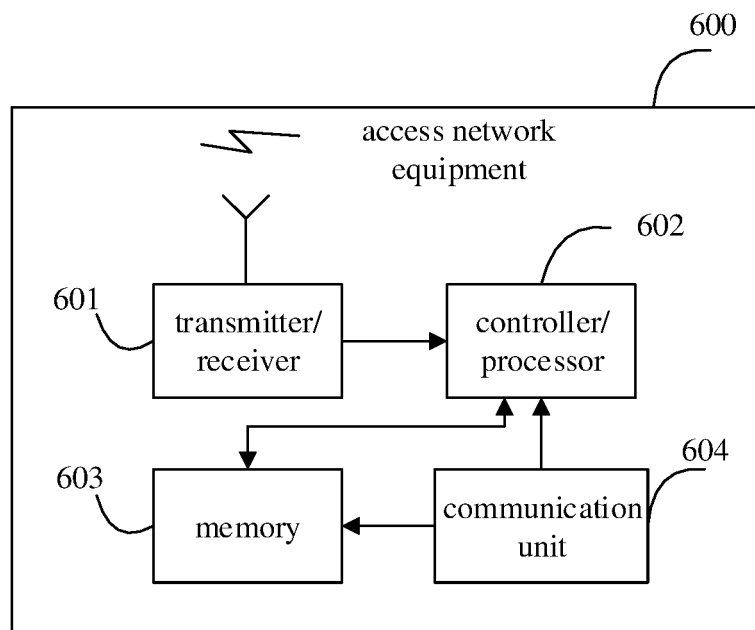 600
access network
equipment
602
601
transmitter/
receiver
controller/
processor
603
memory
604
communication
unit